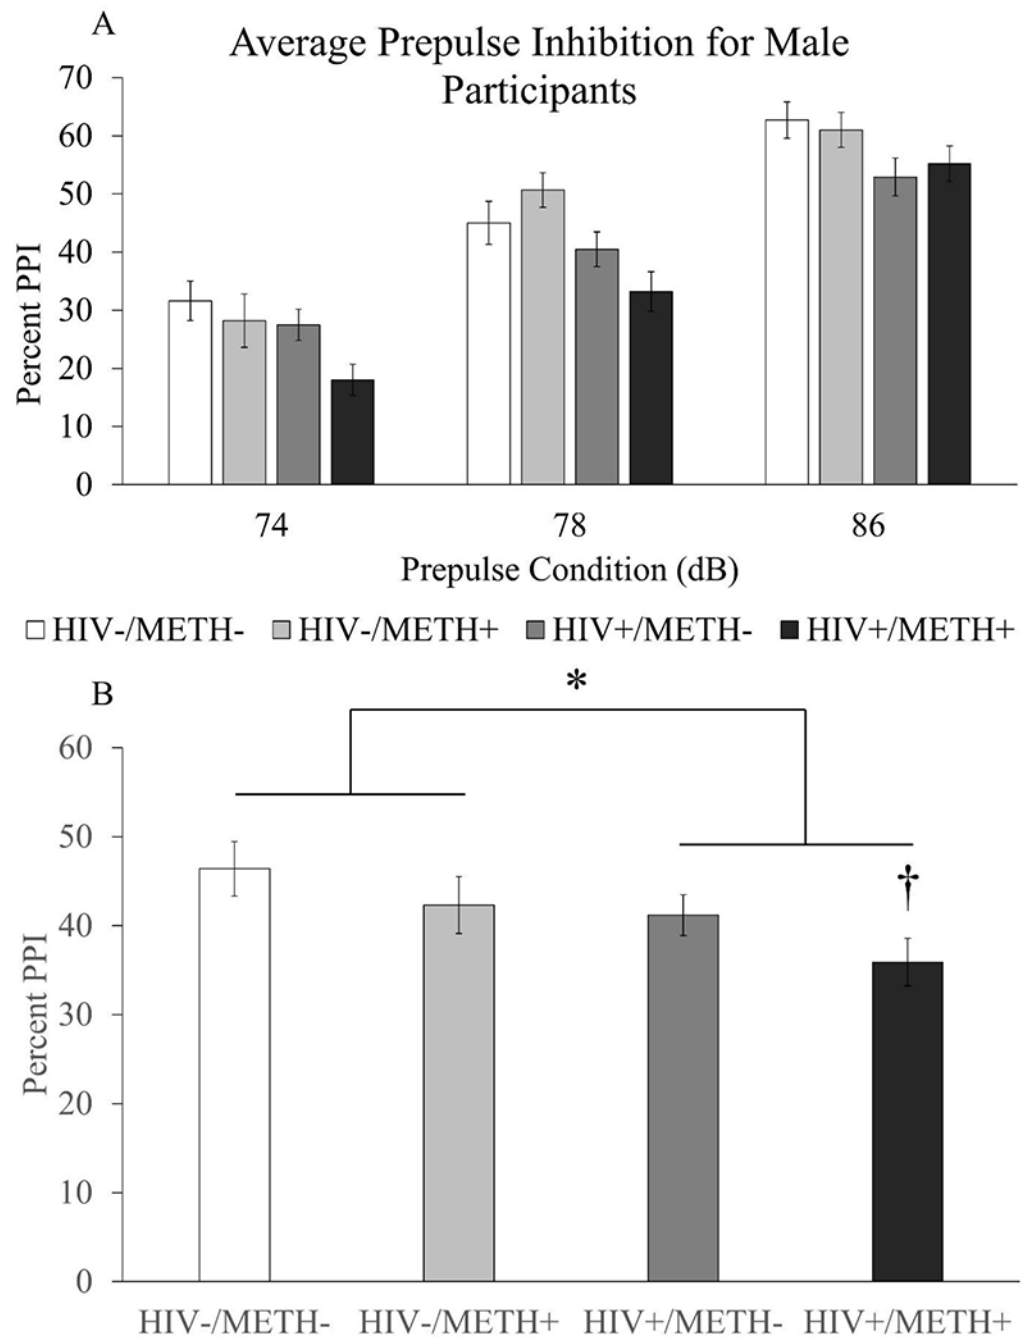 A
Average Prepulse Inhibition for Male
Participants
70
60
50
40
30
20
10
0
Percent PPI
74 78 86
Prepulse Condition (dB)
HIV-/METH- HIV-/METH+ HIV+/METH- HIV+/METH+
B
*
60
50
40
30
20
10
0
Percent PPI
†
HIV-/METH- HIV-/METH+ HIV+/METH- HIV+/METH+